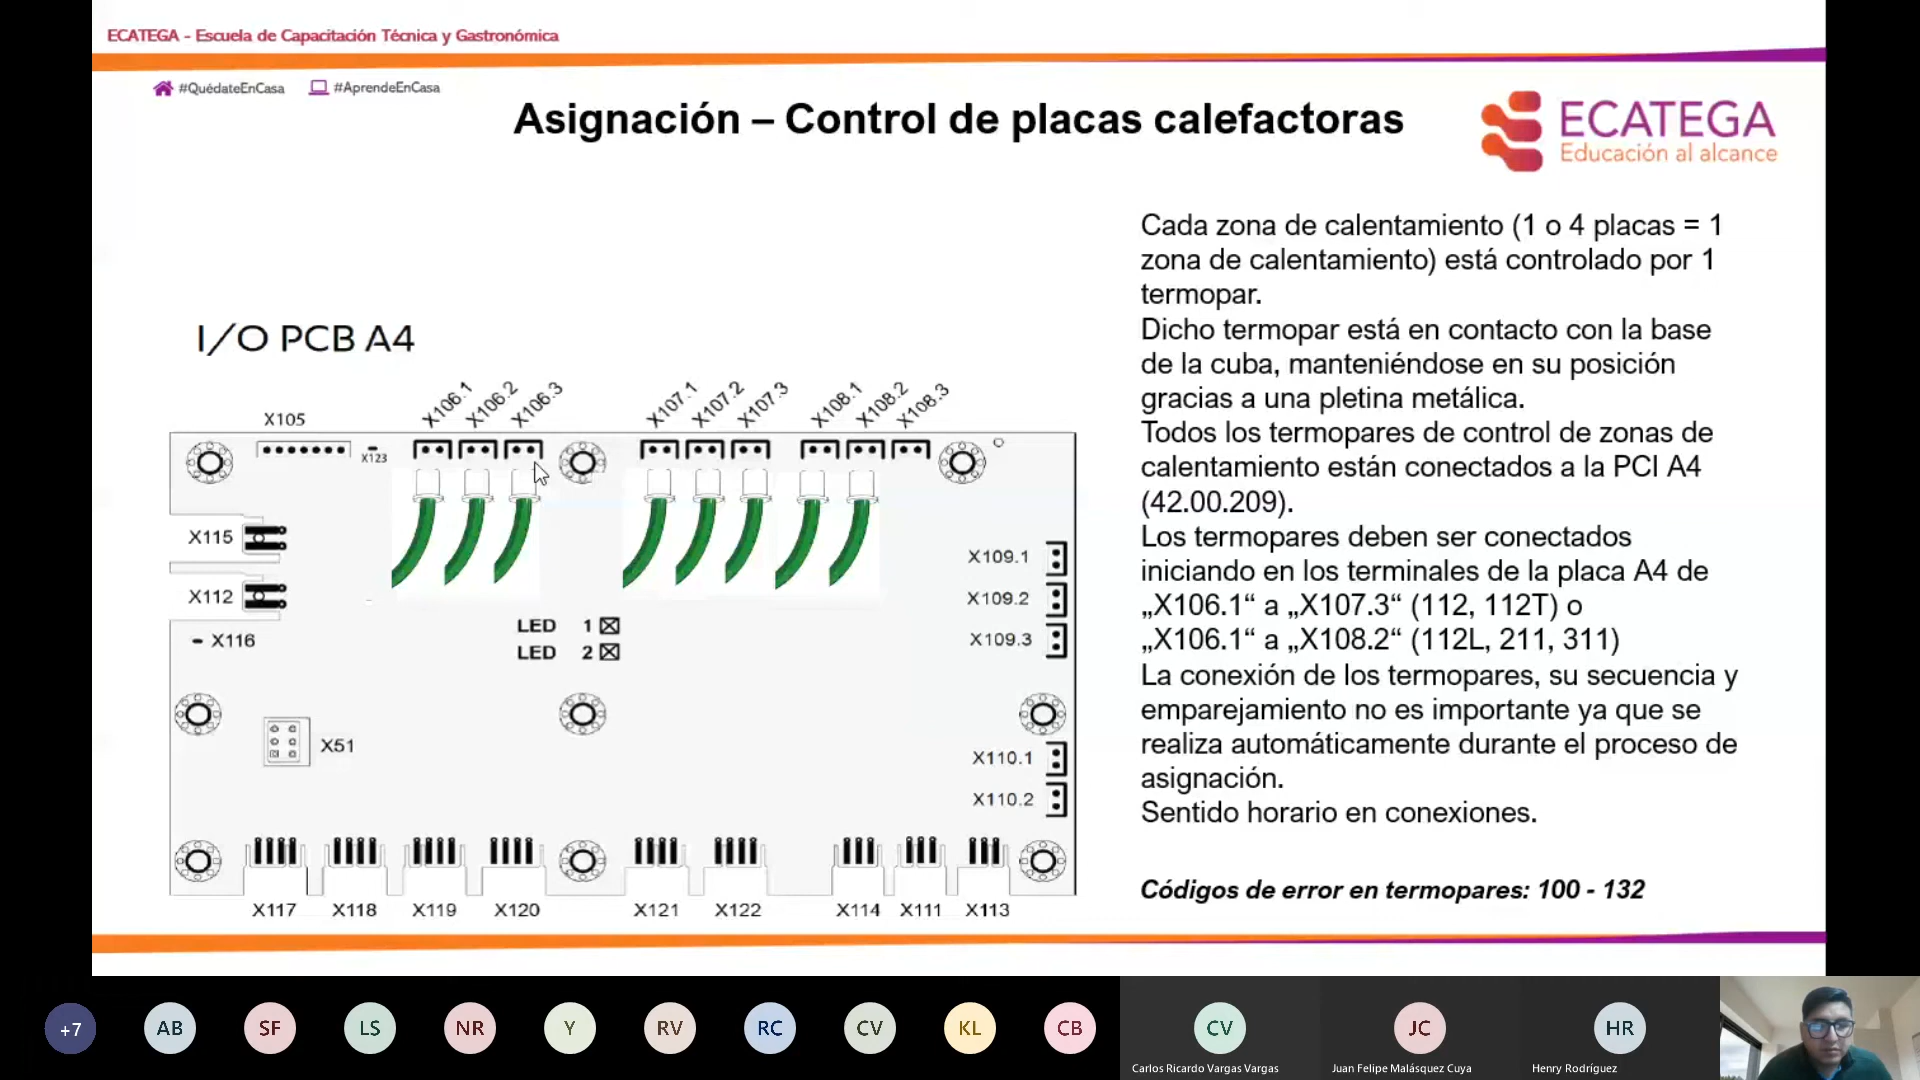 ECATEGA - Escuela de Capacitación Técnica y Gastronómica
#QuédateEnCasa #AprendeEnCasa
Asignación – Control de placas calefactoras
ECATEGA
Educación al alcance
I/O PCB A4
X105
X123
X106.1 X106.2 X106.3 X107.1 X107.2 X107.3 X108.1 X108.2 X108.3
X115
X112
X116
LED 1
LED 2
X51
X109.1
X109.2
X109.3
X110.1
X110.2
X117 X118 X119 X120 X121 X122 X114 X111 X113
Cada zona de calentamiento (1 o 4 placas = 1
zona de calentamiento) está controlado por 1
termopar.
Dicho termopar está en contacto con la base
de la cuba, manteniéndose en su posición
gracias a una pletina metálica.
Todos los termopares de control de zonas de
calentamiento están conectados a la PCI A4
(42.00.209).
Los termopares deben ser conectados
iniciando en los terminales de la placa A4 de
„X106.1“ a „X107.3“ (112, 112T) o
„X106.1“ a „X108.2“ (112L, 211, 311)
La conexión de los termopares, su secuencia y
emparejamiento no es importante ya que se
realiza automáticamente durante el proceso de
asignación.
Sentido horario en conexiones.
Códigos de error en termopares: 100 - 132
+7 AB SF LS NR Y RV RC CV KL CB CV JC HR
Carlos Ricardo Vargas Vargas Juan Felipe Malásquez Cuya Henry Rodríguez